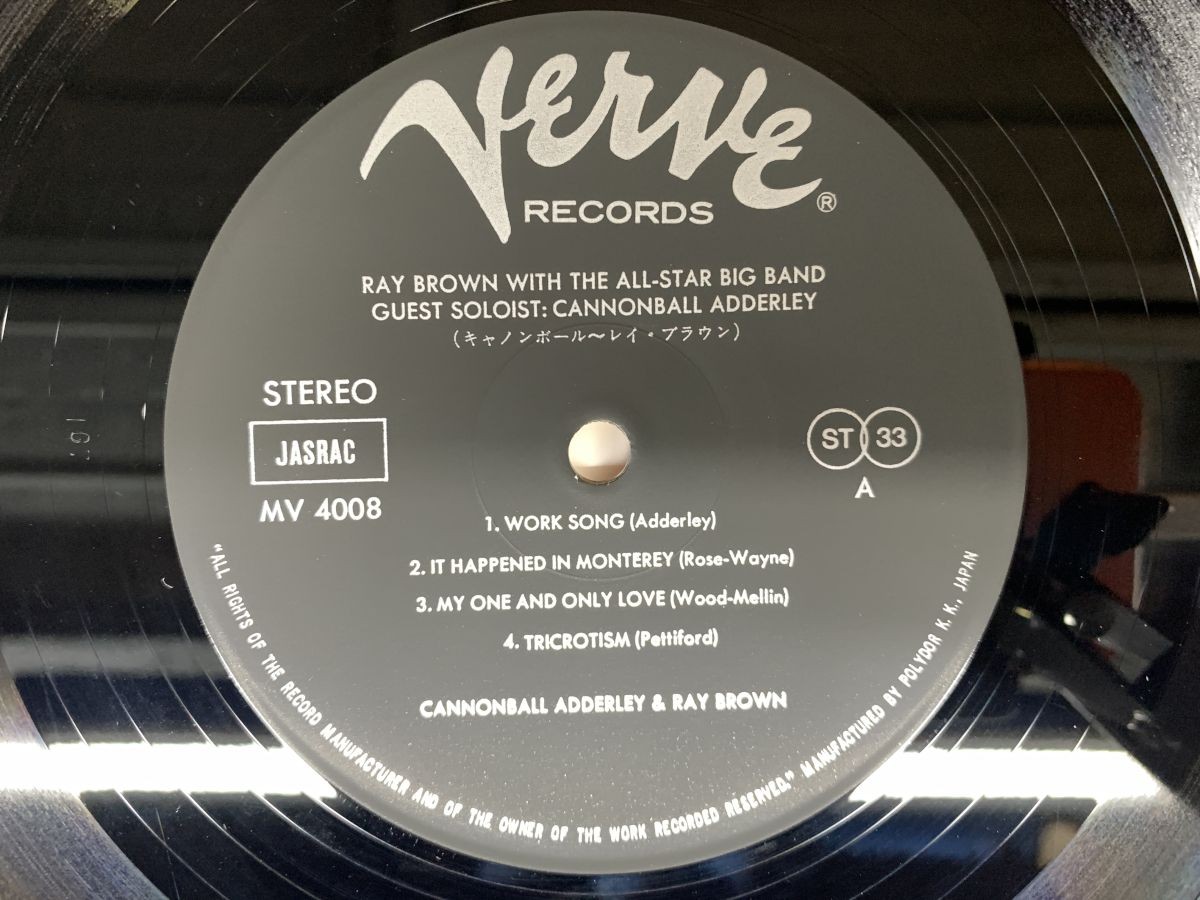 Verve
RECORDS
®
RAY BROWN WITH THE ALL-STAR BIG BAND
GUEST SOLOIST: CANNONBALL ADDERLEY
(キャノンボール～レイ・ブラウン)
STEREO
JASRAC
MV 4008
ST 33
A
1. WORK SONG (Adderley)
2. IT HAPPENED IN MONTEREY (Rose-Wayne)
3. MY ONE AND ONLY LOVE (Wood-Mellin)
4. TRICROTISM (Pettiford)
CANNONBALL ADDERLEY & RAY BROWN
"ALL RIGHTS OF THE RECORD MANUFACTURER AND OF THE OWNER OF THE WORK RECORDED RESERVED." MANUFACTURED BY POLYDOR K. K., JAPAN